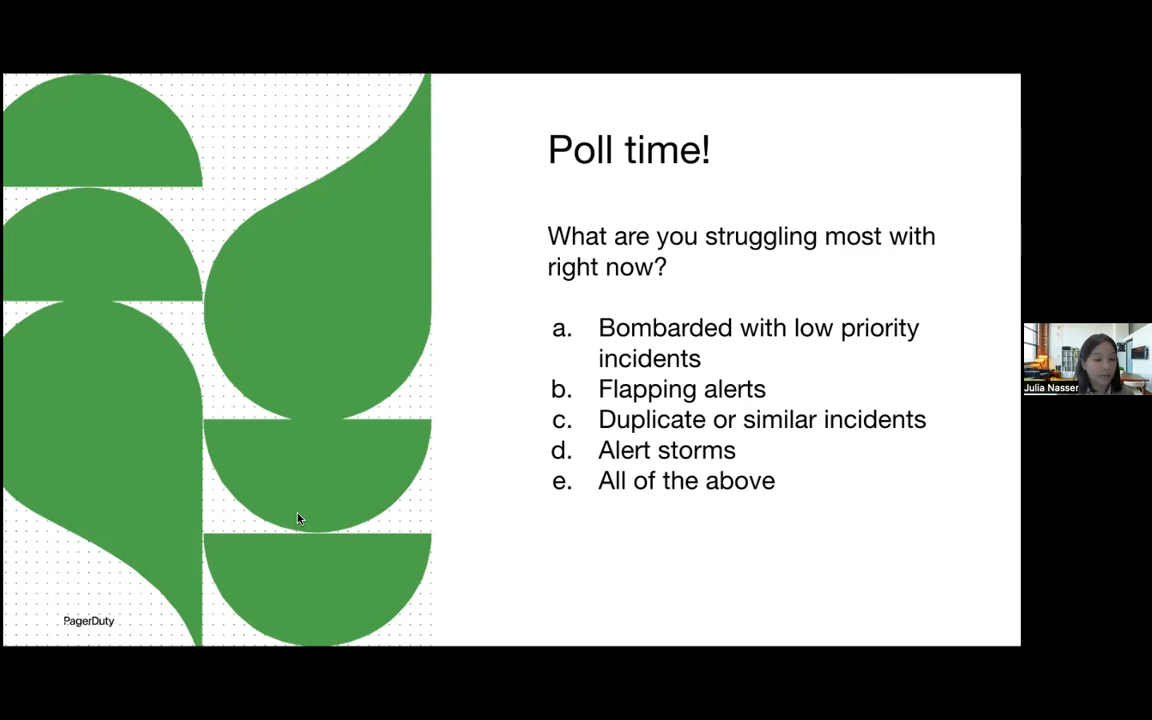 Poll time!
What are you struggling most with
right now?
a. Bombarded with low priority
incidents
b. Flapping alerts
c. Duplicate or similar incidents
d. Alert storms
e. All of the above
PagerDuty
Julia Nasser